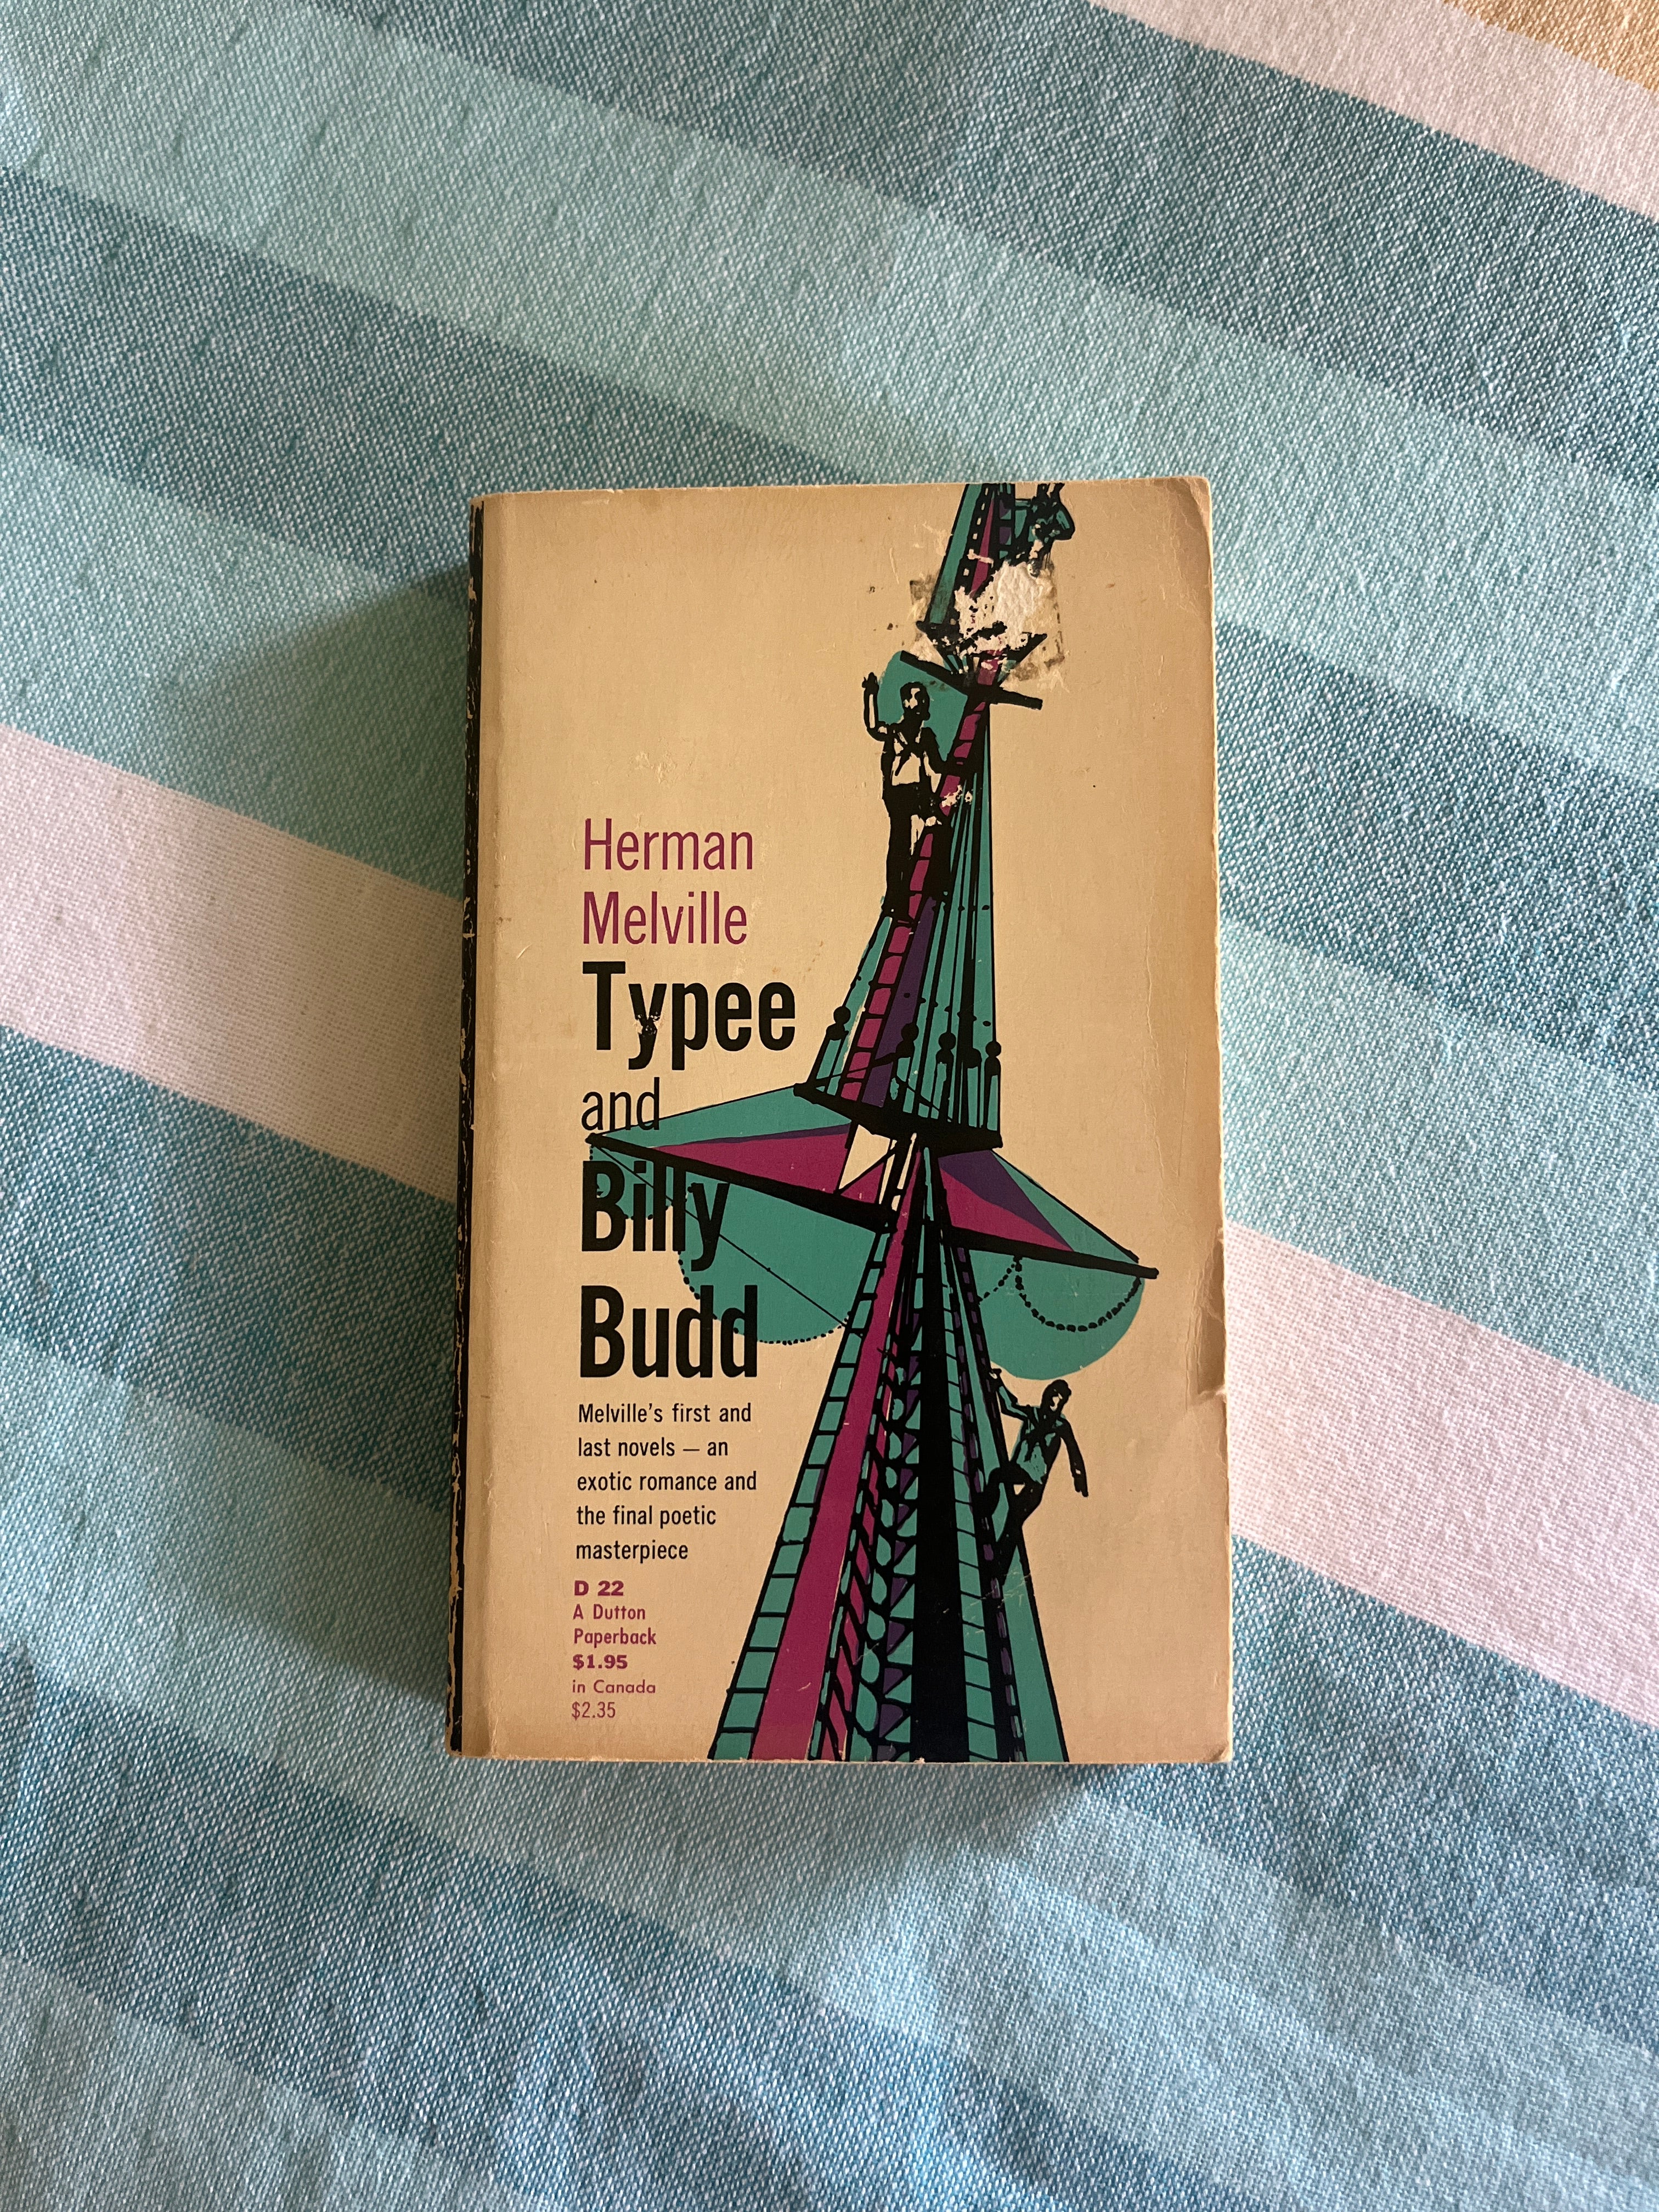 Herman
Melville
Typee
and
Billy
Budd
Melville's first and
last novels — an
exotic romance and
the final poetic
masterpiece
D 22
A Dutton
Paperback
$1.95
in Canada
$2.35